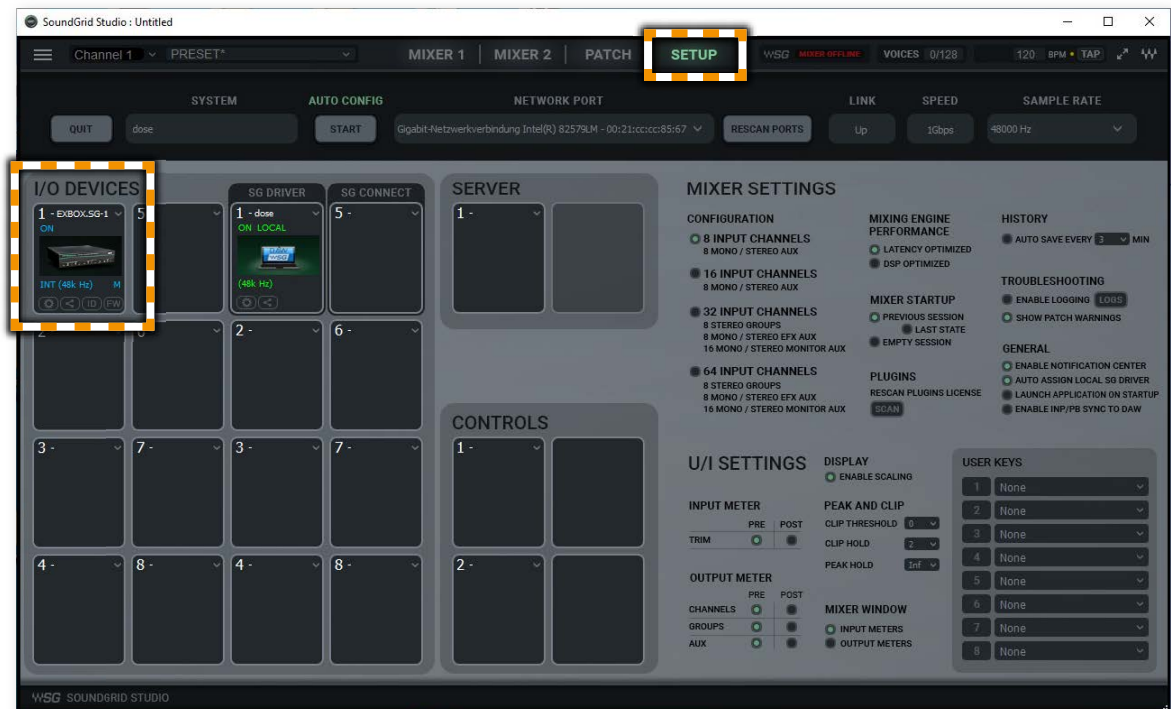 SoundGrid Studio : Untitled
Channel 1 PRESET* MIXER 1 MIXER 2 PATCH SETUP WSG MIXER OFFLINE VOICES 0/128 120 BPM TAP
SYSTEM AUTO CONFIG NETWORK PORT LINK SPEED SAMPLE RATE
QUIT dose START Gigabit-Netzwerkverbindung Intel(R) 82579LM - 00:21:cc:cc:85:67 RESCAN PORTS Up 1Gbps 48000 Hz
I/O DEVICES
SG DRIVER SG CONNECT
1 - EXBOX.SG-1 5 1 - dose 5 -
ON ON LOCAL
INT (48k Hz) M (48k Hz)
ID FW
2 - 6 - 2 - 6 -
3 - 7 - 3 - 7 -
4 - 8 - 4 - 8 -
SERVER
1 -
CONTROLS
1 -
2 -
MIXER SETTINGS
CONFIGURATION
8 INPUT CHANNELS
8 MONO / STEREO AUX
16 INPUT CHANNELS
8 MONO / STEREO AUX
32 INPUT CHANNELS
8 STEREO GROUPS
8 MONO / STEREO EFX AUX
16 MONO / STEREO MONITOR AUX
64 INPUT CHANNELS
8 STEREO GROUPS
8 MONO / STEREO EFX AUX
16 MONO / STEREO MONITOR AUX
MIXING ENGINE
PERFORMANCE
LATENCY OPTIMIZED
DSP OPTIMIZED
MIXER STARTUP
PREVIOUS SESSION
LAST STATE
EMPTY SESSION
PLUGINS
RESCAN PLUGINS LICENSE
SCAN
HISTORY
AUTO SAVE EVERY 3 MIN
TROUBLESHOOTING
ENABLE LOGGING LOGS
SHOW PATCH WARNINGS
GENERAL
ENABLE NOTIFICATION CENTER
AUTO ASSIGN LOCAL SG DRIVER
LAUNCH APPLICATION ON STARTUP
ENABLE INP/PB SYNC TO DAW
U/I SETTINGS
INPUT METER
PRE POST
TRIM
OUTPUT METER
PRE POST
CHANNELS
GROUPS
AUX
DISPLAY
ENABLE SCALING
PEAK AND CLIP
CLIP THRESHOLD 0
CLIP HOLD 2
PEAK HOLD Inf
MIXER WINDOW
INPUT METERS
OUTPUT METERS
USER KEYS
1 None
2 None
3 None
4 None
5 None
6 None
7 None
8 None
WSG SOUNDGRID STUDIO